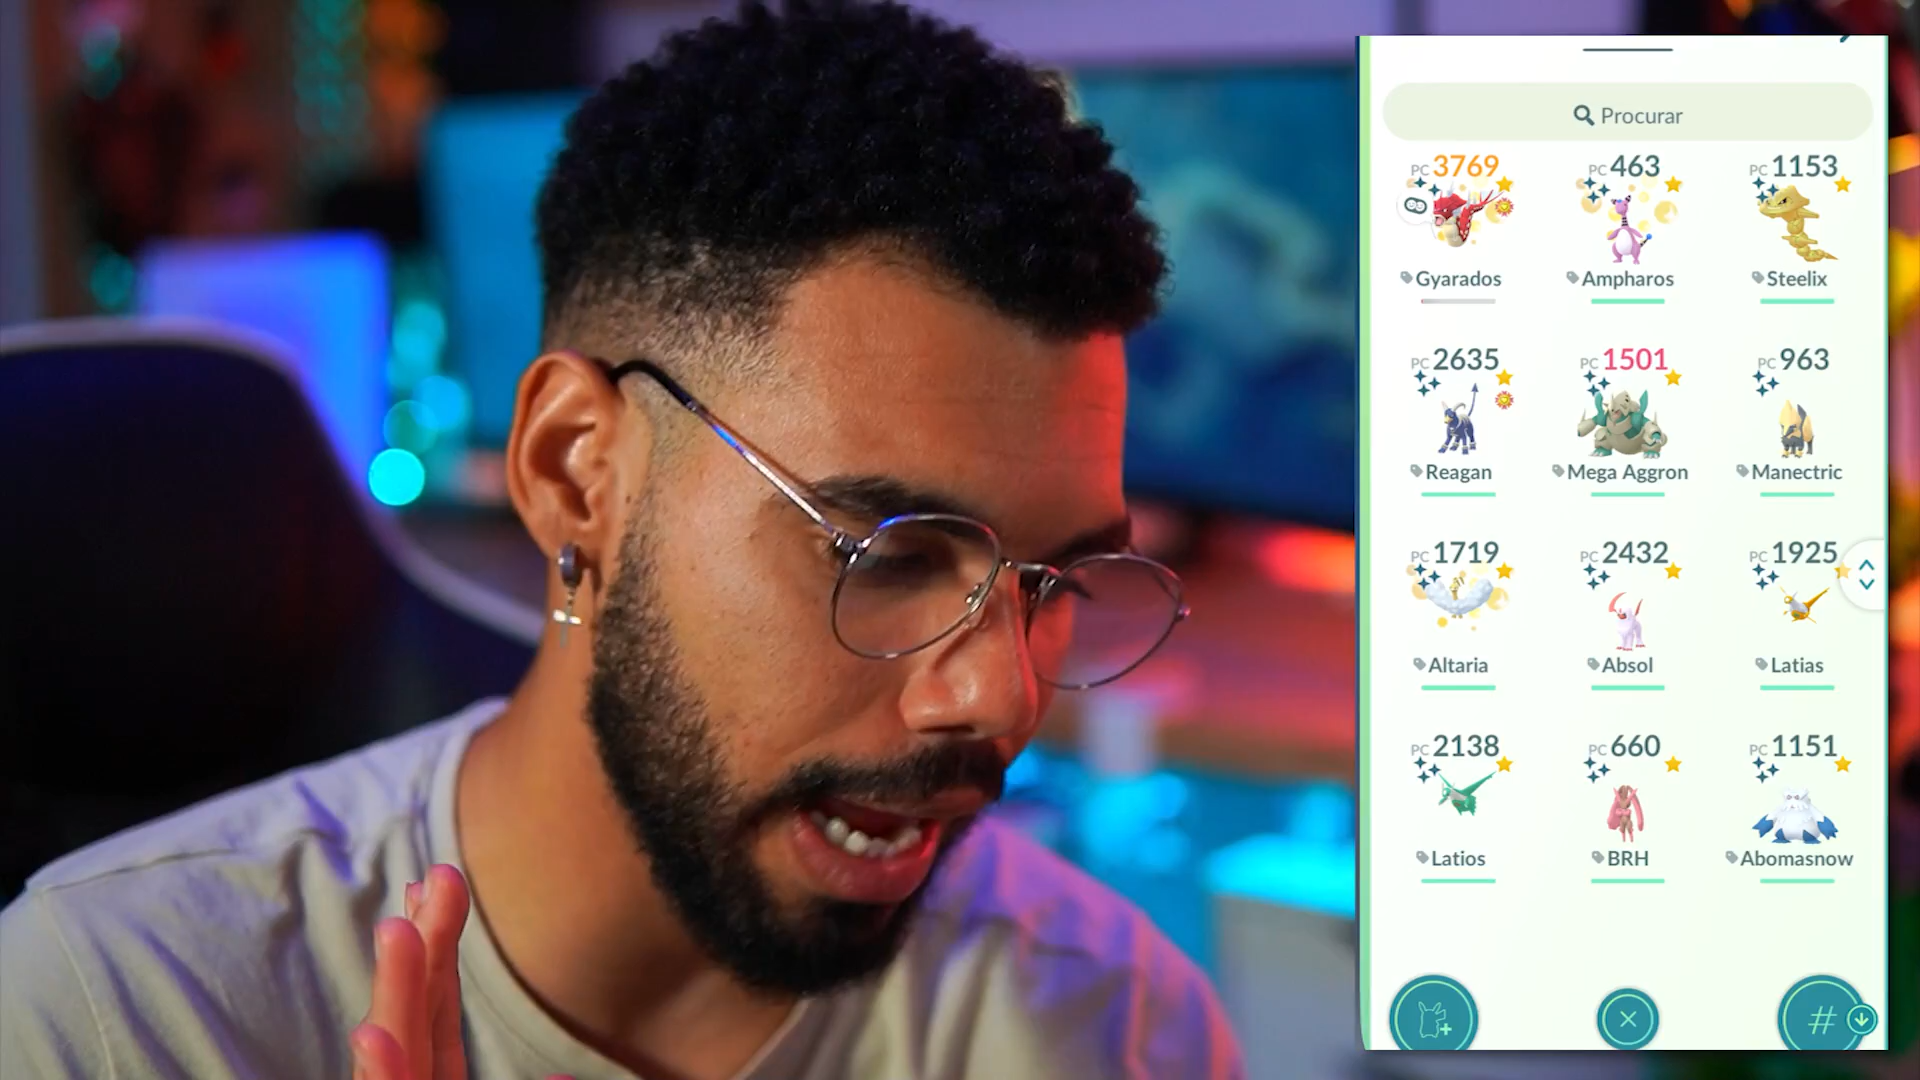 Procurar
PC 3769 PC 463 PC 1153
Gyarados Ampharos Steelix
PC 2635 PC 1501 PC 963
Reagan Mega Aggron Manectric
PC 1719 PC 2432 PC 1925
Altaria Absol Latias
PC 2138 PC 660 PC 1151
Latios BRH Abomasnow
#